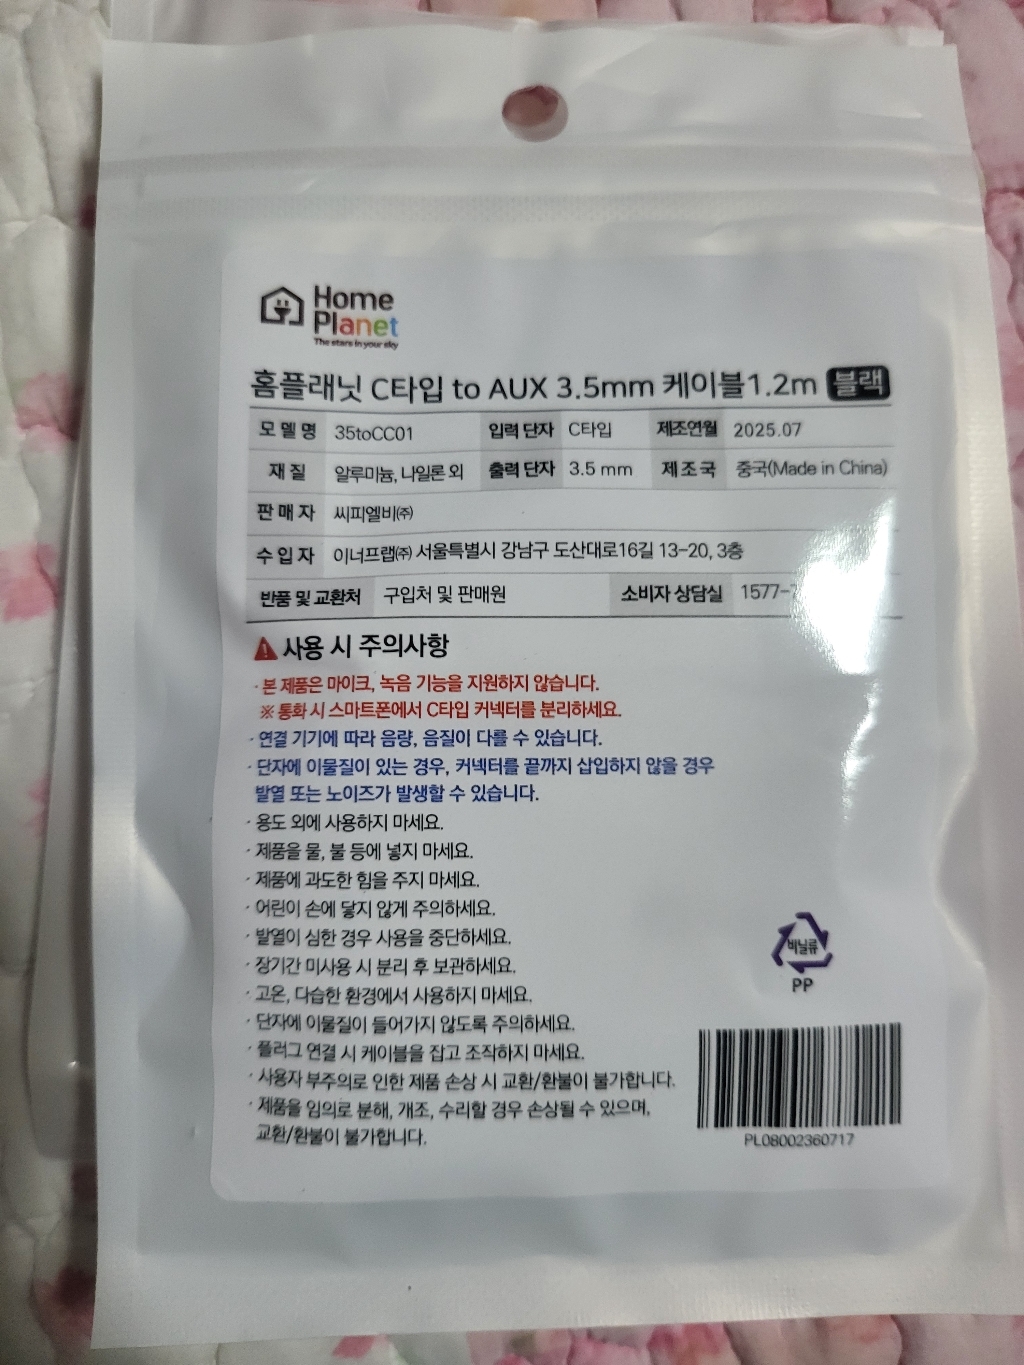 Home
Planet
The stars in your sky
홈플래닛 C타입 to AUX 3.5mm 케이블1.2m 블랙
모델명 35toCC01 입력 단자 C타입 제조연월 2025.07
재질 알루미늄, 나일론 외 출력 단자 3.5 mm 제조국 중국(Made in China)
판매자 씨피엘비㈜
수입자 이너프랩㈜ 서울특별시 강남구 도산대로16길 13-20, 3층
반품 및 교환처 구입처 및 판매원 소비자 상담실 1577-
사용 시 주의사항
· 본 제품은 마이크, 녹음 기능을 지원하지 않습니다.
※ 통화 시 스마트폰에서 C타입 커넥터를 분리하세요.
· 연결 기기에 따라 음량, 음질이 다를 수 있습니다.
· 단자에 이물질이 있는 경우, 커넥터를 끝까지 삽입하지 않을 경우
발열 또는 노이즈가 발생할 수 있습니다.
· 용도 외에 사용하지 마세요.
· 제품을 물, 불 등에 넣지 마세요.
· 제품에 과도한 힘을 주지 마세요.
· 어린이 손에 닿지 않게 주의하세요.
· 발열이 심한 경우 사용을 중단하세요.
· 장기간 미사용 시 분리 후 보관하세요.
· 고온, 다습한 환경에서 사용하지 마세요.
· 단자에 이물질이 들어가지 않도록 주의하세요.
· 플러그 연결 시 케이블을 잡고 조작하지 마세요.
· 사용자 부주의로 인한 제품 손상 시 교환/환불이 불가합니다.
· 제품을 임의로 분해, 개조, 수리할 경우 손상될 수 있으며,
교환/환불이 불가합니다.
비닐류
PP
PL08002360717